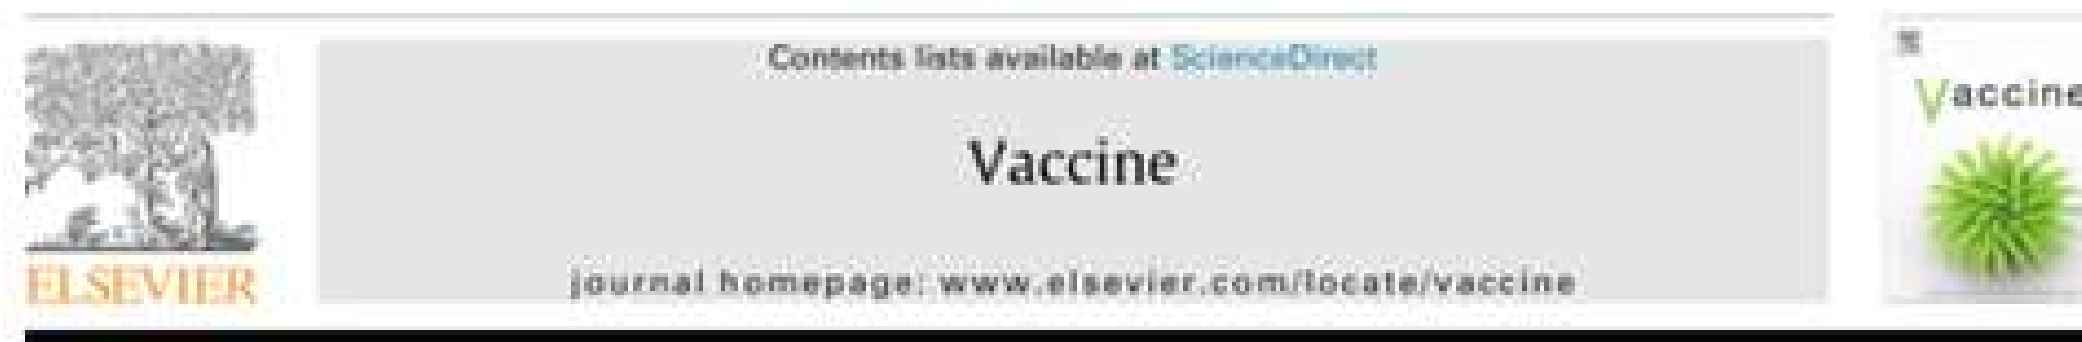 Contents lists available at ScienceDirect
Vaccine
journal homepage: www.elsevier.com/locate/vaccine
ELSEVIER
Vaccine